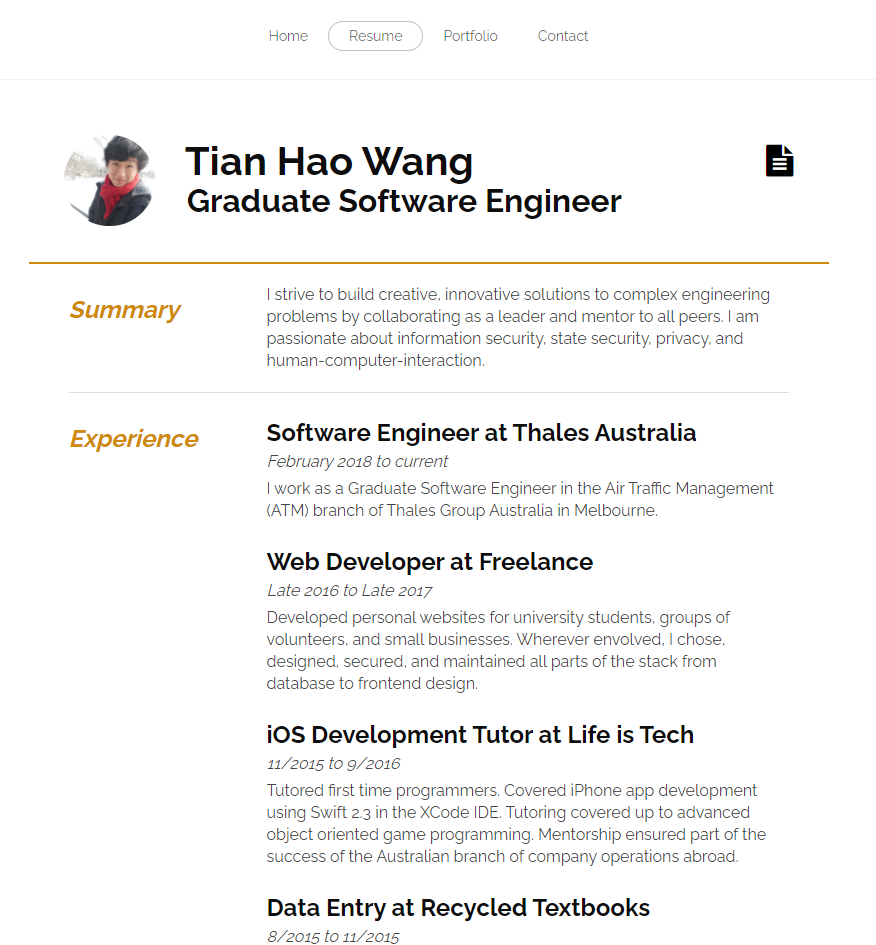 Home Resume Portfolio Contact
Tian Hao Wang
Graduate Software Engineer
Summary
I strive to build creative, innovative solutions to complex engineering
problems by collaborating as a leader and mentor to all peers. I am
passionate about information security, state security, privacy, and
human-computer-interaction.
Experience
Software Engineer at Thales Australia
February 2018 to current
I work as a Graduate Software Engineer in the Air Traffic Management
(ATM) branch of Thales Group Australia in Melbourne.
Web Developer at Freelance
Late 2016 to Late 2017
Developed personal websites for university students, groups of
volunteers, and small businesses. Wherever envolved, I chose,
designed, secured, and maintained all parts of the stack from
database to frontend design.
iOS Development Tutor at Life is Tech
11/2015 to 9/2016
Tutored first time programmers. Covered iPhone app development
using Swift 2.3 in the XCode IDE. Tutoring covered up to advanced
object oriented game programming. Mentorship ensured part of the
success of the Australian branch of company operations abroad.
Data Entry at Recycled Textbooks
8/2015 to 11/2015